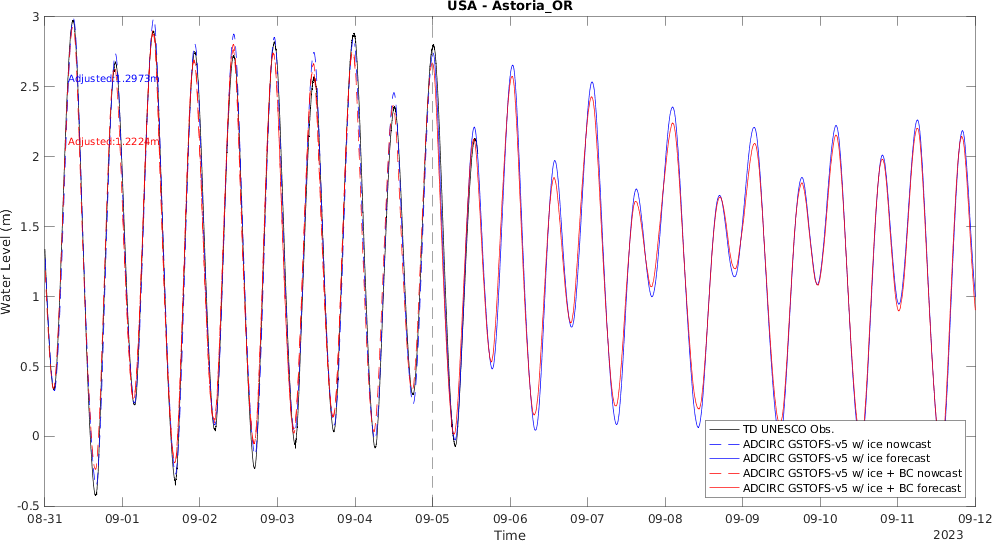 USA - Astoria_OR
3
2.5
2
1.5
1
0.5
0
-0.5
Water Level (m)
Adjusted:1.2973m
Adjusted:1.2224m
TD UNESCO Obs.
ADCIRC GSTOFS-v5 w/ ice nowcast
ADCIRC GSTOFS-v5 w/ ice forecast
ADCIRC GSTOFS-v5 w/ ice + BC nowcast
ADCIRC GSTOFS-v5 w/ ice + BC forecast
08-31 09-01 09-02 09-03 09-04 09-05 09-06 09-07 09-08 09-09 09-10 09-11 09-12
Time
2023